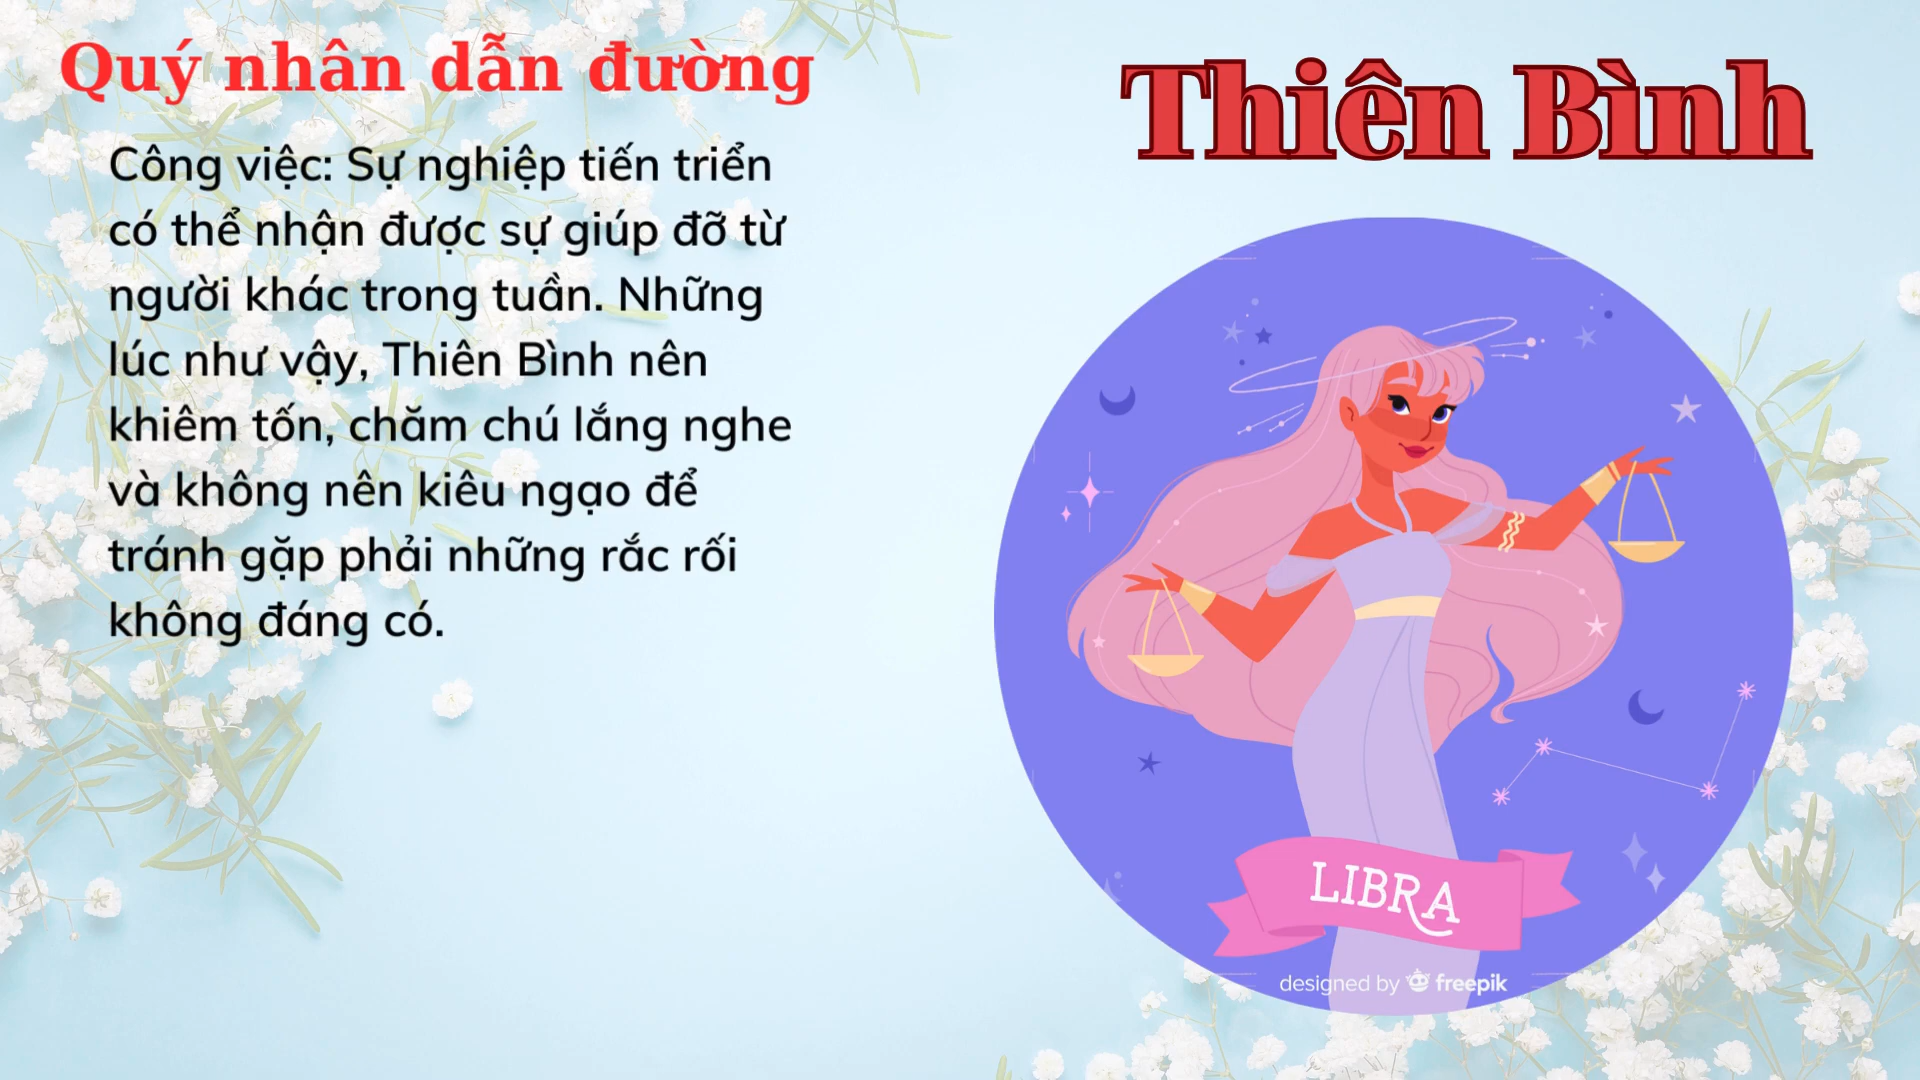 Quý nhân dẫn đường
Công việc: Sự nghiệp tiến triển
có thể nhận được sự giúp đỡ từ
người khác trong tuần. Những
lúc như vậy, Thiên Bình nên
khiêm tốn, chăm chú lắng nghe
và không nên kiêu ngạo để
tránh gặp phải những rắc rối
không đáng có.
Thiên Bình
LIBRA
designed by freepik